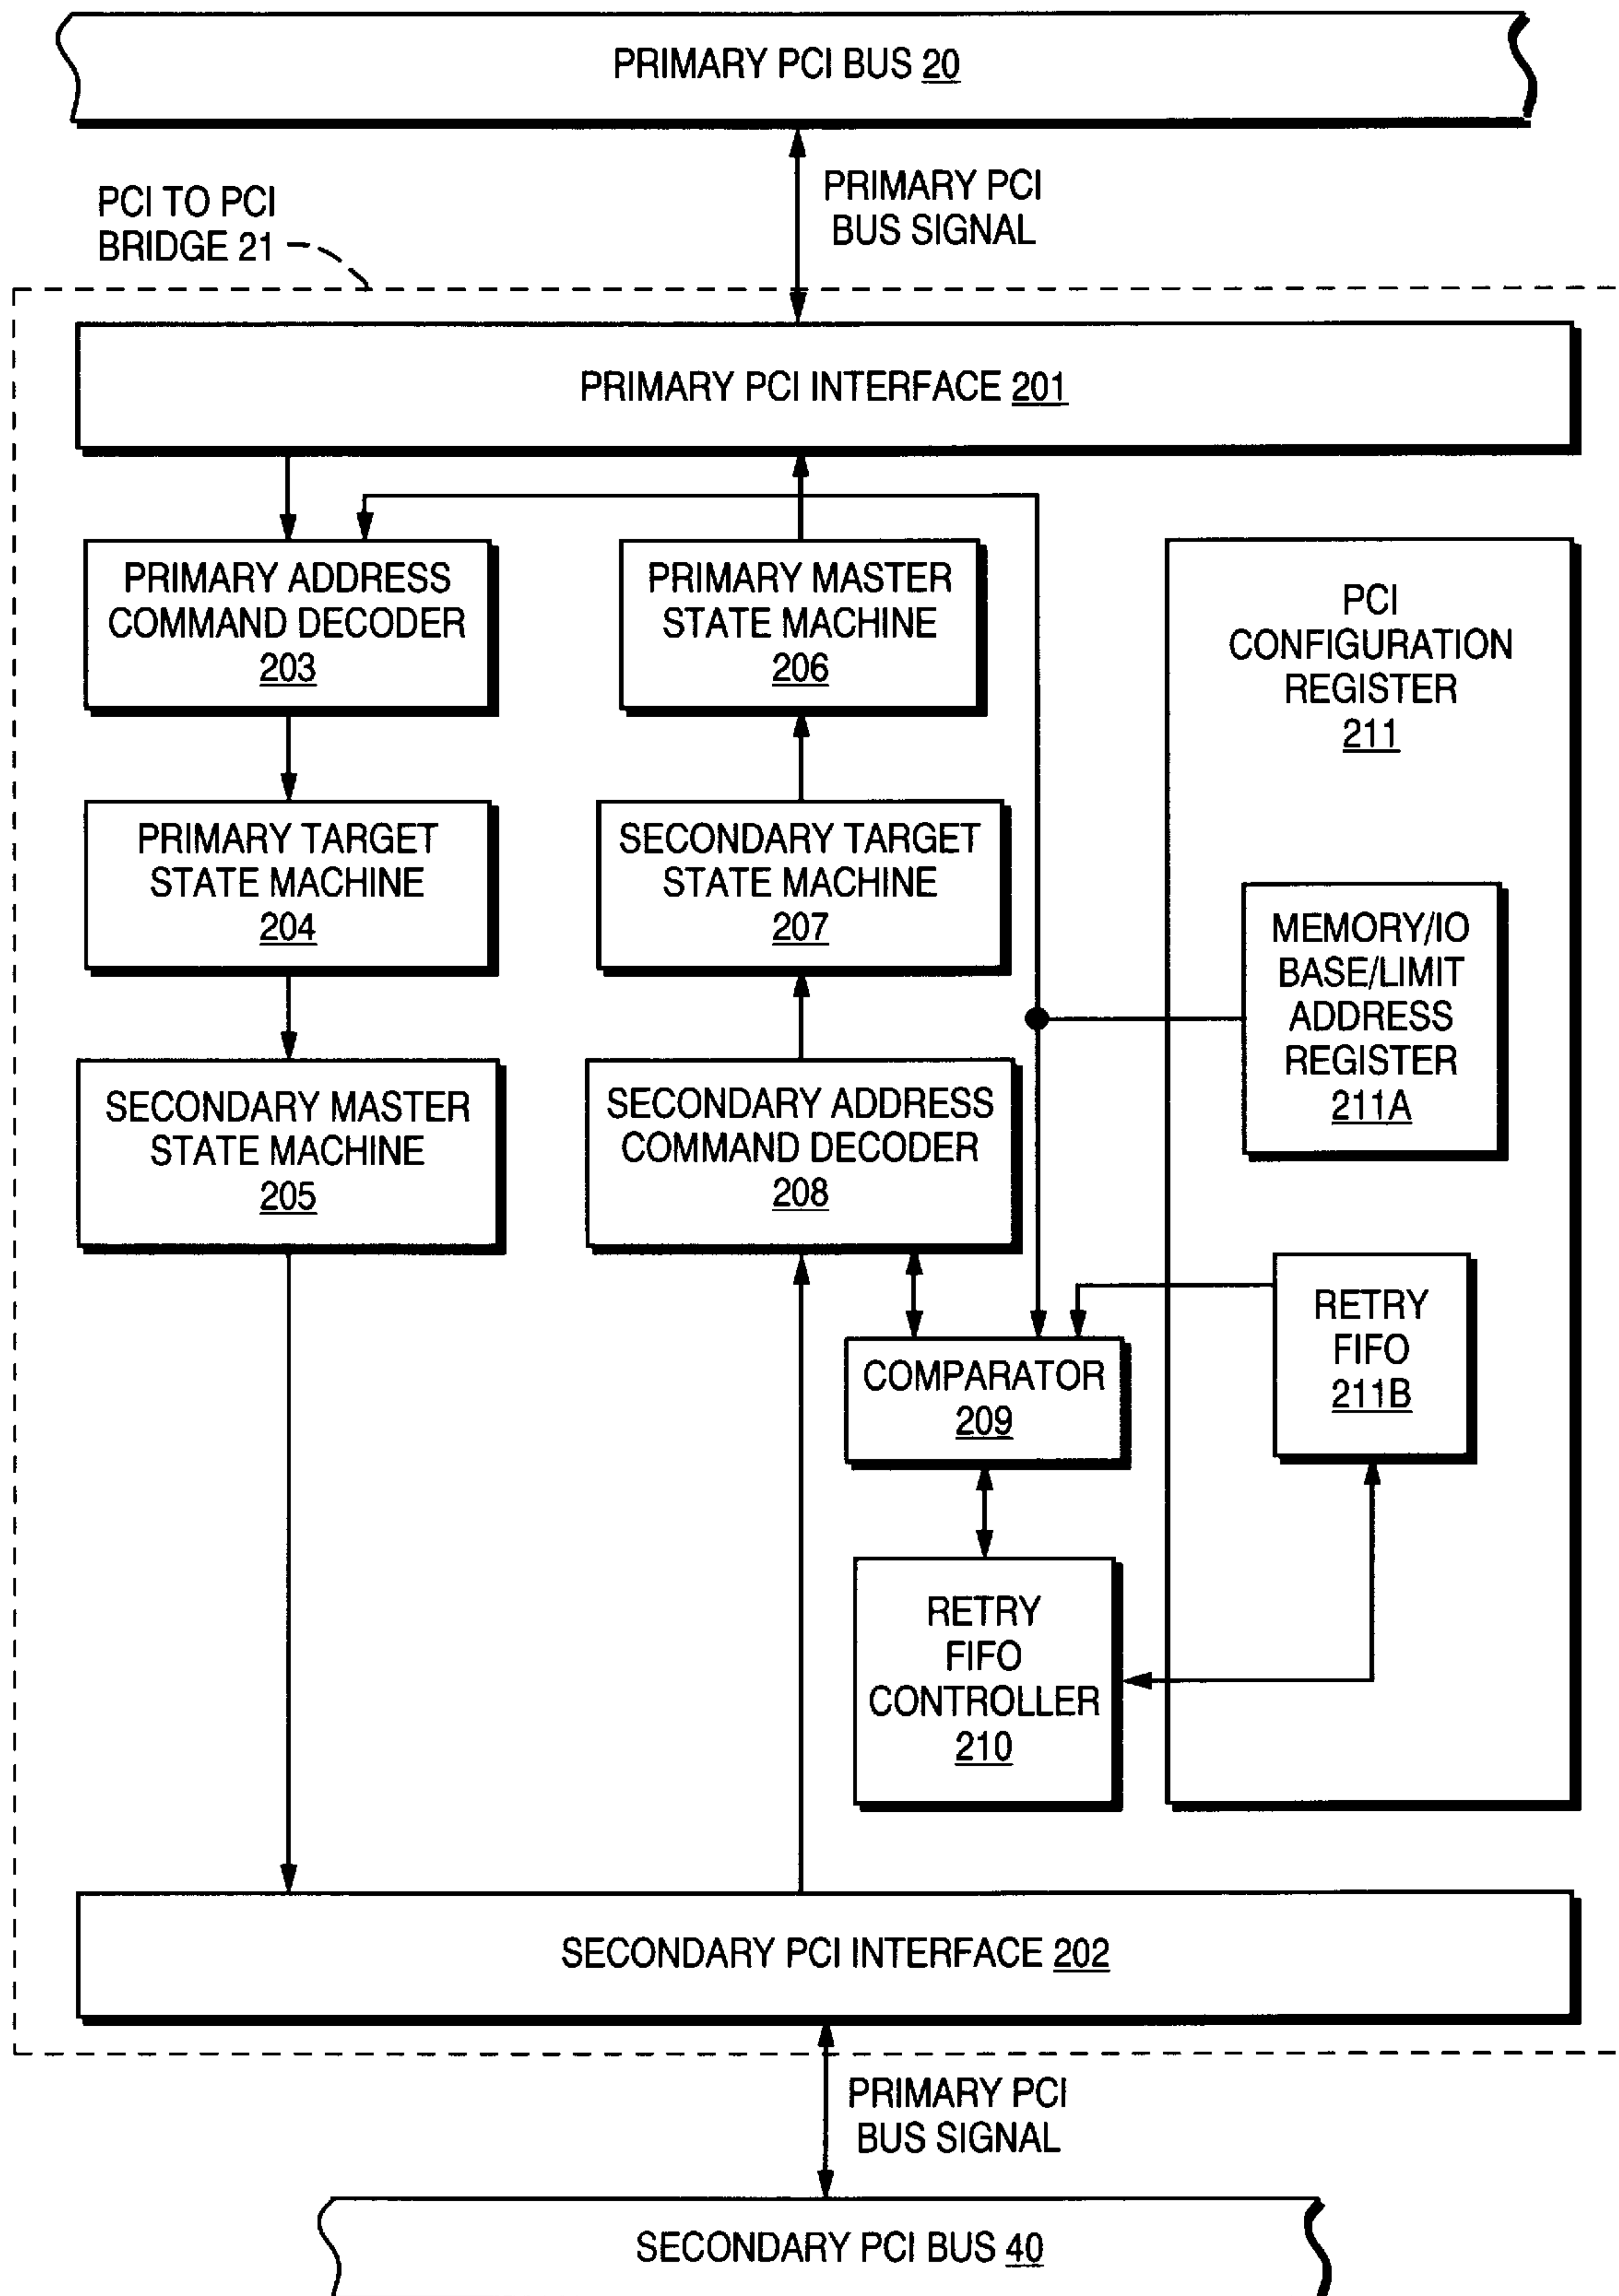 PRIMARY PCI BUS 20
PRIMARY PCI
BUS SIGNAL
PCI TO PCI
BRIDGE 21
PRIMARY PCI INTERFACE 201
PRIMARY ADDRESS
COMMAND DECODER
203
PRIMARY MASTER
STATE MACHINE
206
PCI
CONFIGURATION
REGISTER
211
PRIMARY TARGET
STATE MACHINE
204
SECONDARY TARGET
STATE MACHINE
207
MEMORY/IO
BASE/LIMIT
ADDRESS
REGISTER
211A
SECONDARY MASTER
STATE MACHINE
205
SECONDARY ADDRESS
COMMAND DECODER
208
RETRY
FIFO
211B
COMPARATOR
209
RETRY
FIFO
CONTROLLER
210
SECONDARY PCI INTERFACE 202
PRIMARY PCI
BUS SIGNAL
SECONDARY PCI BUS 40